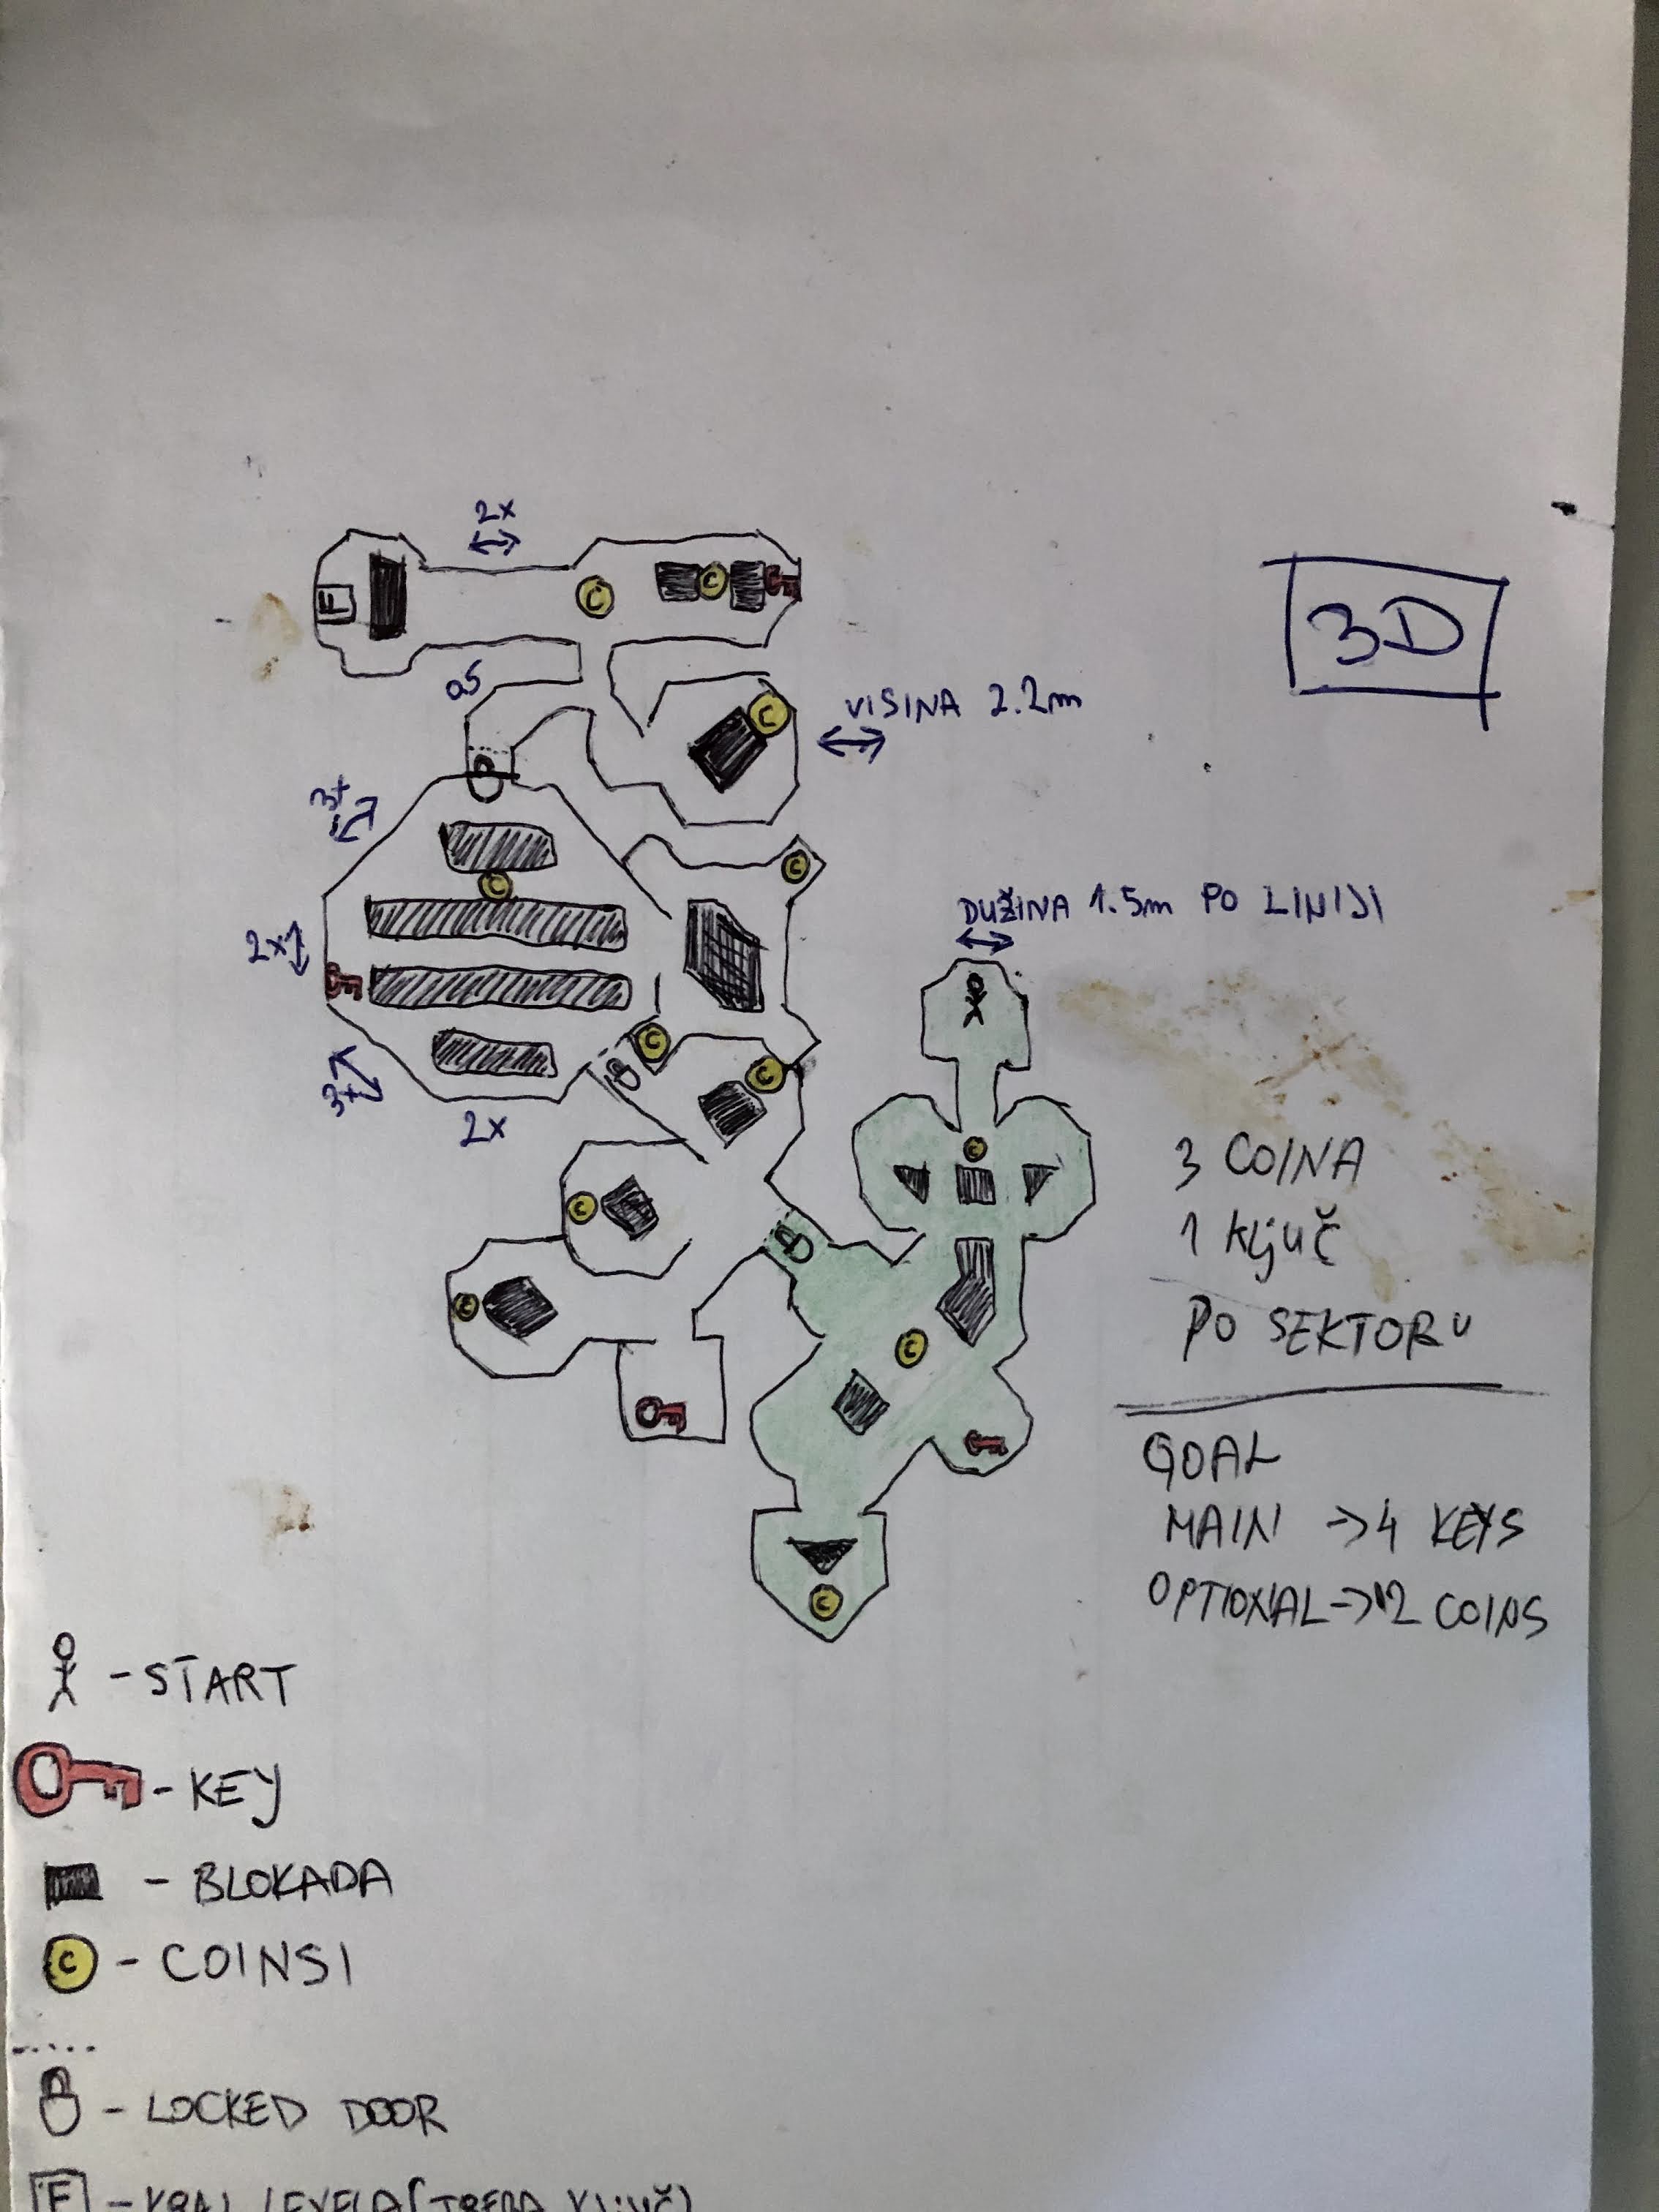 2x
F
C
C
C
0.5
VISINA 2.2m
3D
3+
C
C
DUŽINA 1.5m PO LINIJI
2x
C
3+
C
2x
C
C
C
C
C
3 COINA
1 ključ
PO SEKTORU
GOAL
MAIN -> 4 KEYS
OPTIONAL -> 12 COINS
- START
- KEY
- BLOKADA
C - COINSI
- LOCKED DOOR
F - KRAJ LEVELA (TREBA KLJUČ)